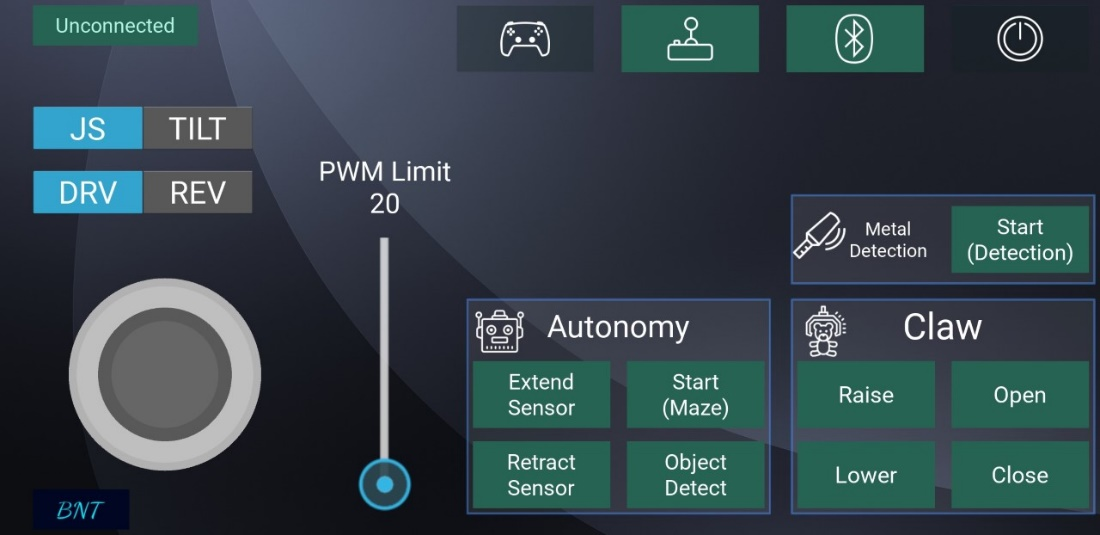 Unconnected
JS TILT
DRV REV
PWM Limit
20
Metal
Detection
Start
(Detection)
Autonomy
Extend
Sensor
Start
(Maze)
Retract
Sensor
Object
Detect
Claw
Raise
Open
Lower
Close
BNT